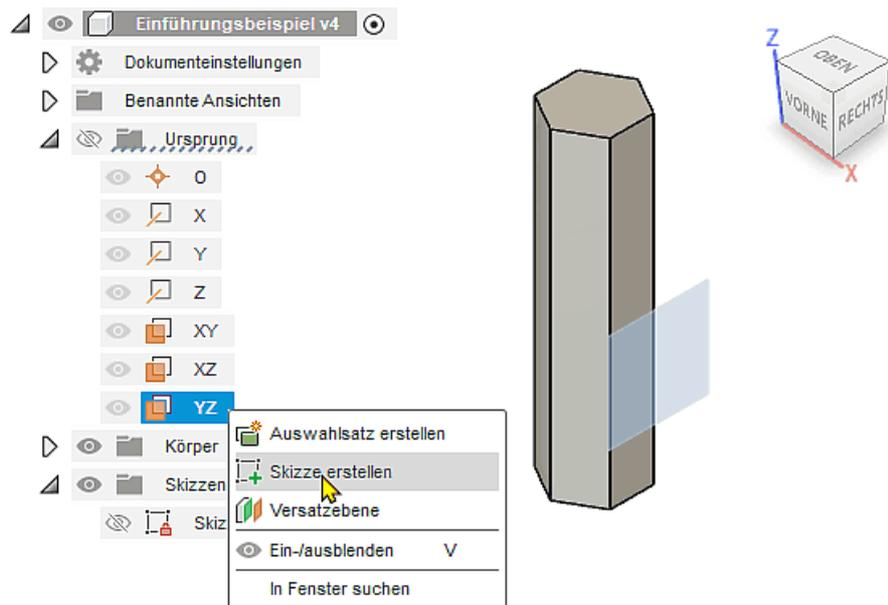 Einführungsbeispiel v4
Dokumenteinstellungen
Benannte Ansichten
Ursprung
O
X
Y
Z
XY
XZ
YZ
Körper
Skizzen
Skiz
Auswahlsatz erstellen
Skizze erstellen
Versatzebene
Ein-/ausblenden V
In Fenster suchen
Z
OBEN
VORNE
RECHTS
X